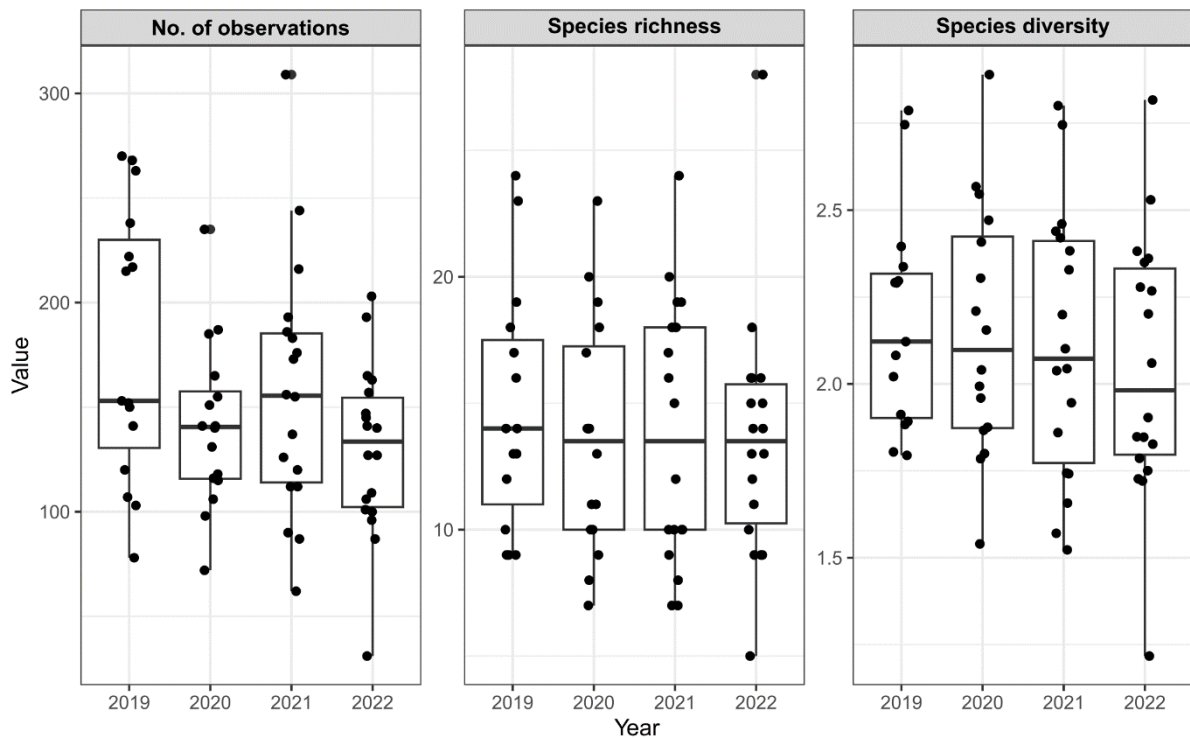 No. of observations
Species richness
Species diversity
Value
300
200
100
20
10
2.5
2.0
1.5
2019 2020 2021 2022
2019 2020 2021 2022
2019 2020 2021 2022
Year